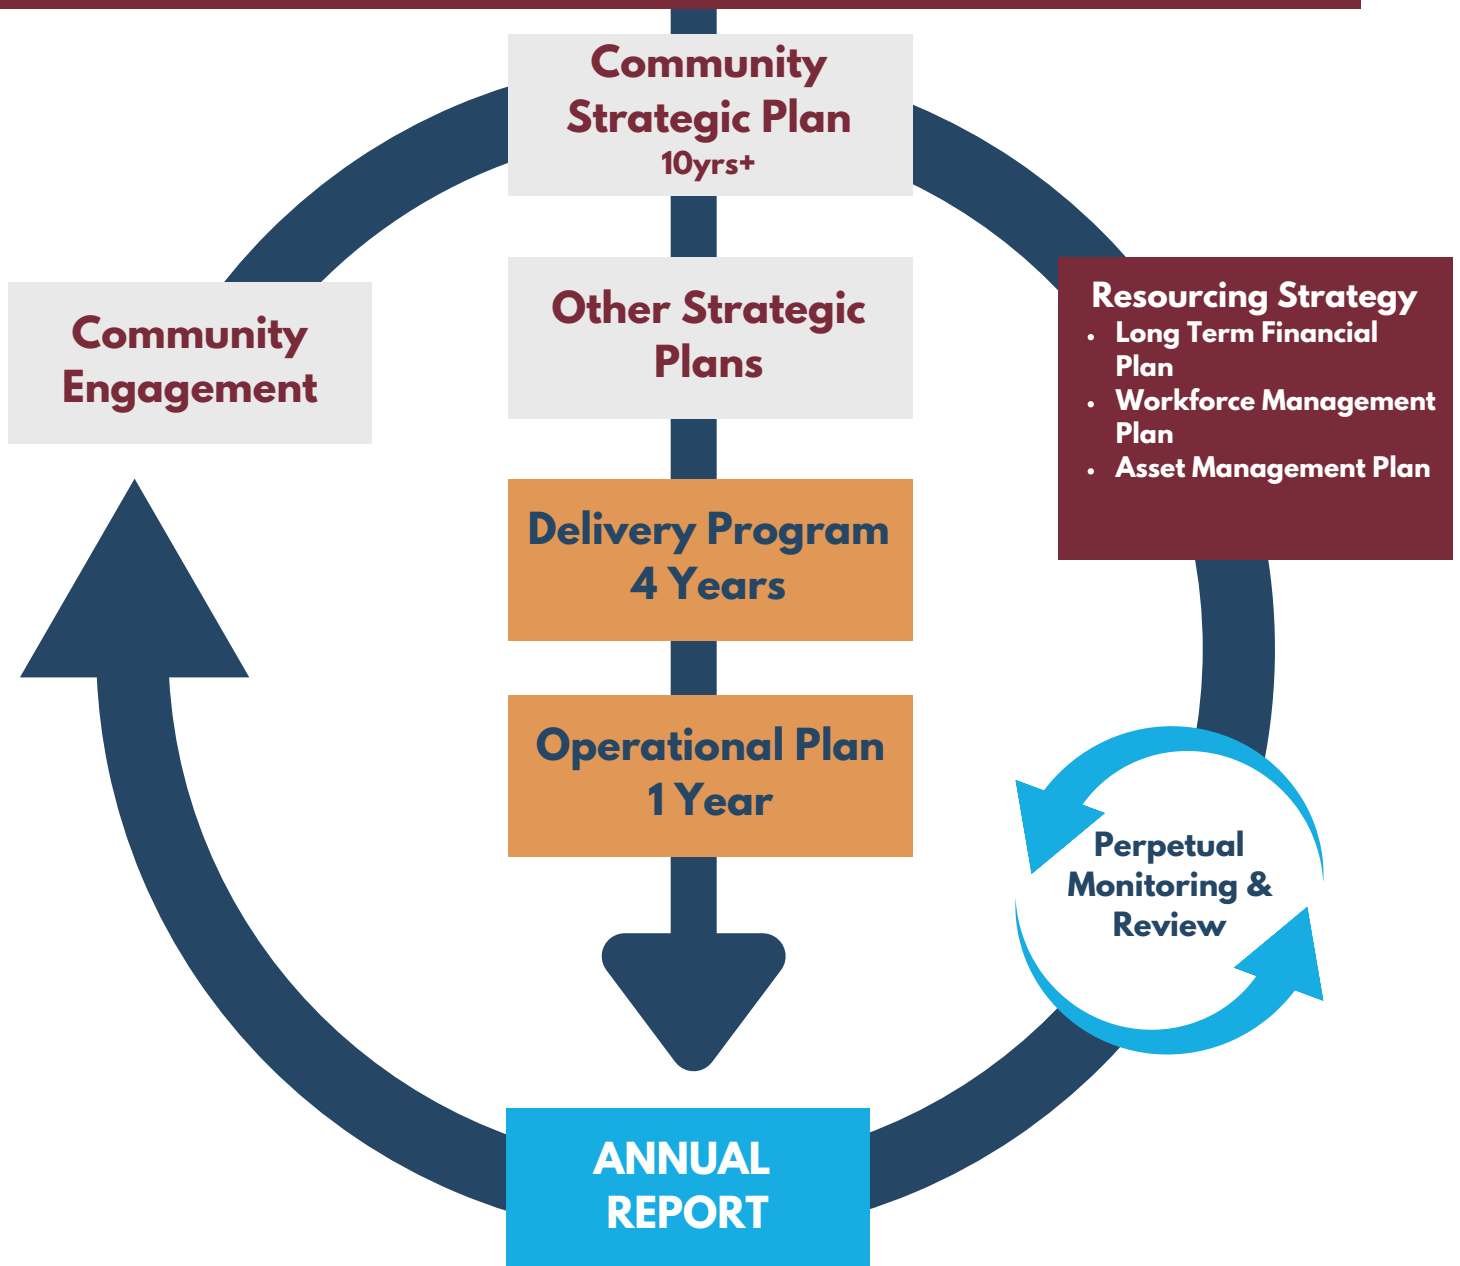 Community
Strategic Plan
10yrs+
Community
Engagement
Other Strategic
Plans
Resourcing Strategy
• Long Term Financial
Plan
• Workforce Management
Plan
• Asset Management Plan
Delivery Program
4 Years
Operational Plan
1 Year
Perpetual
Monitoring &
Review
ANNUAL
REPORT